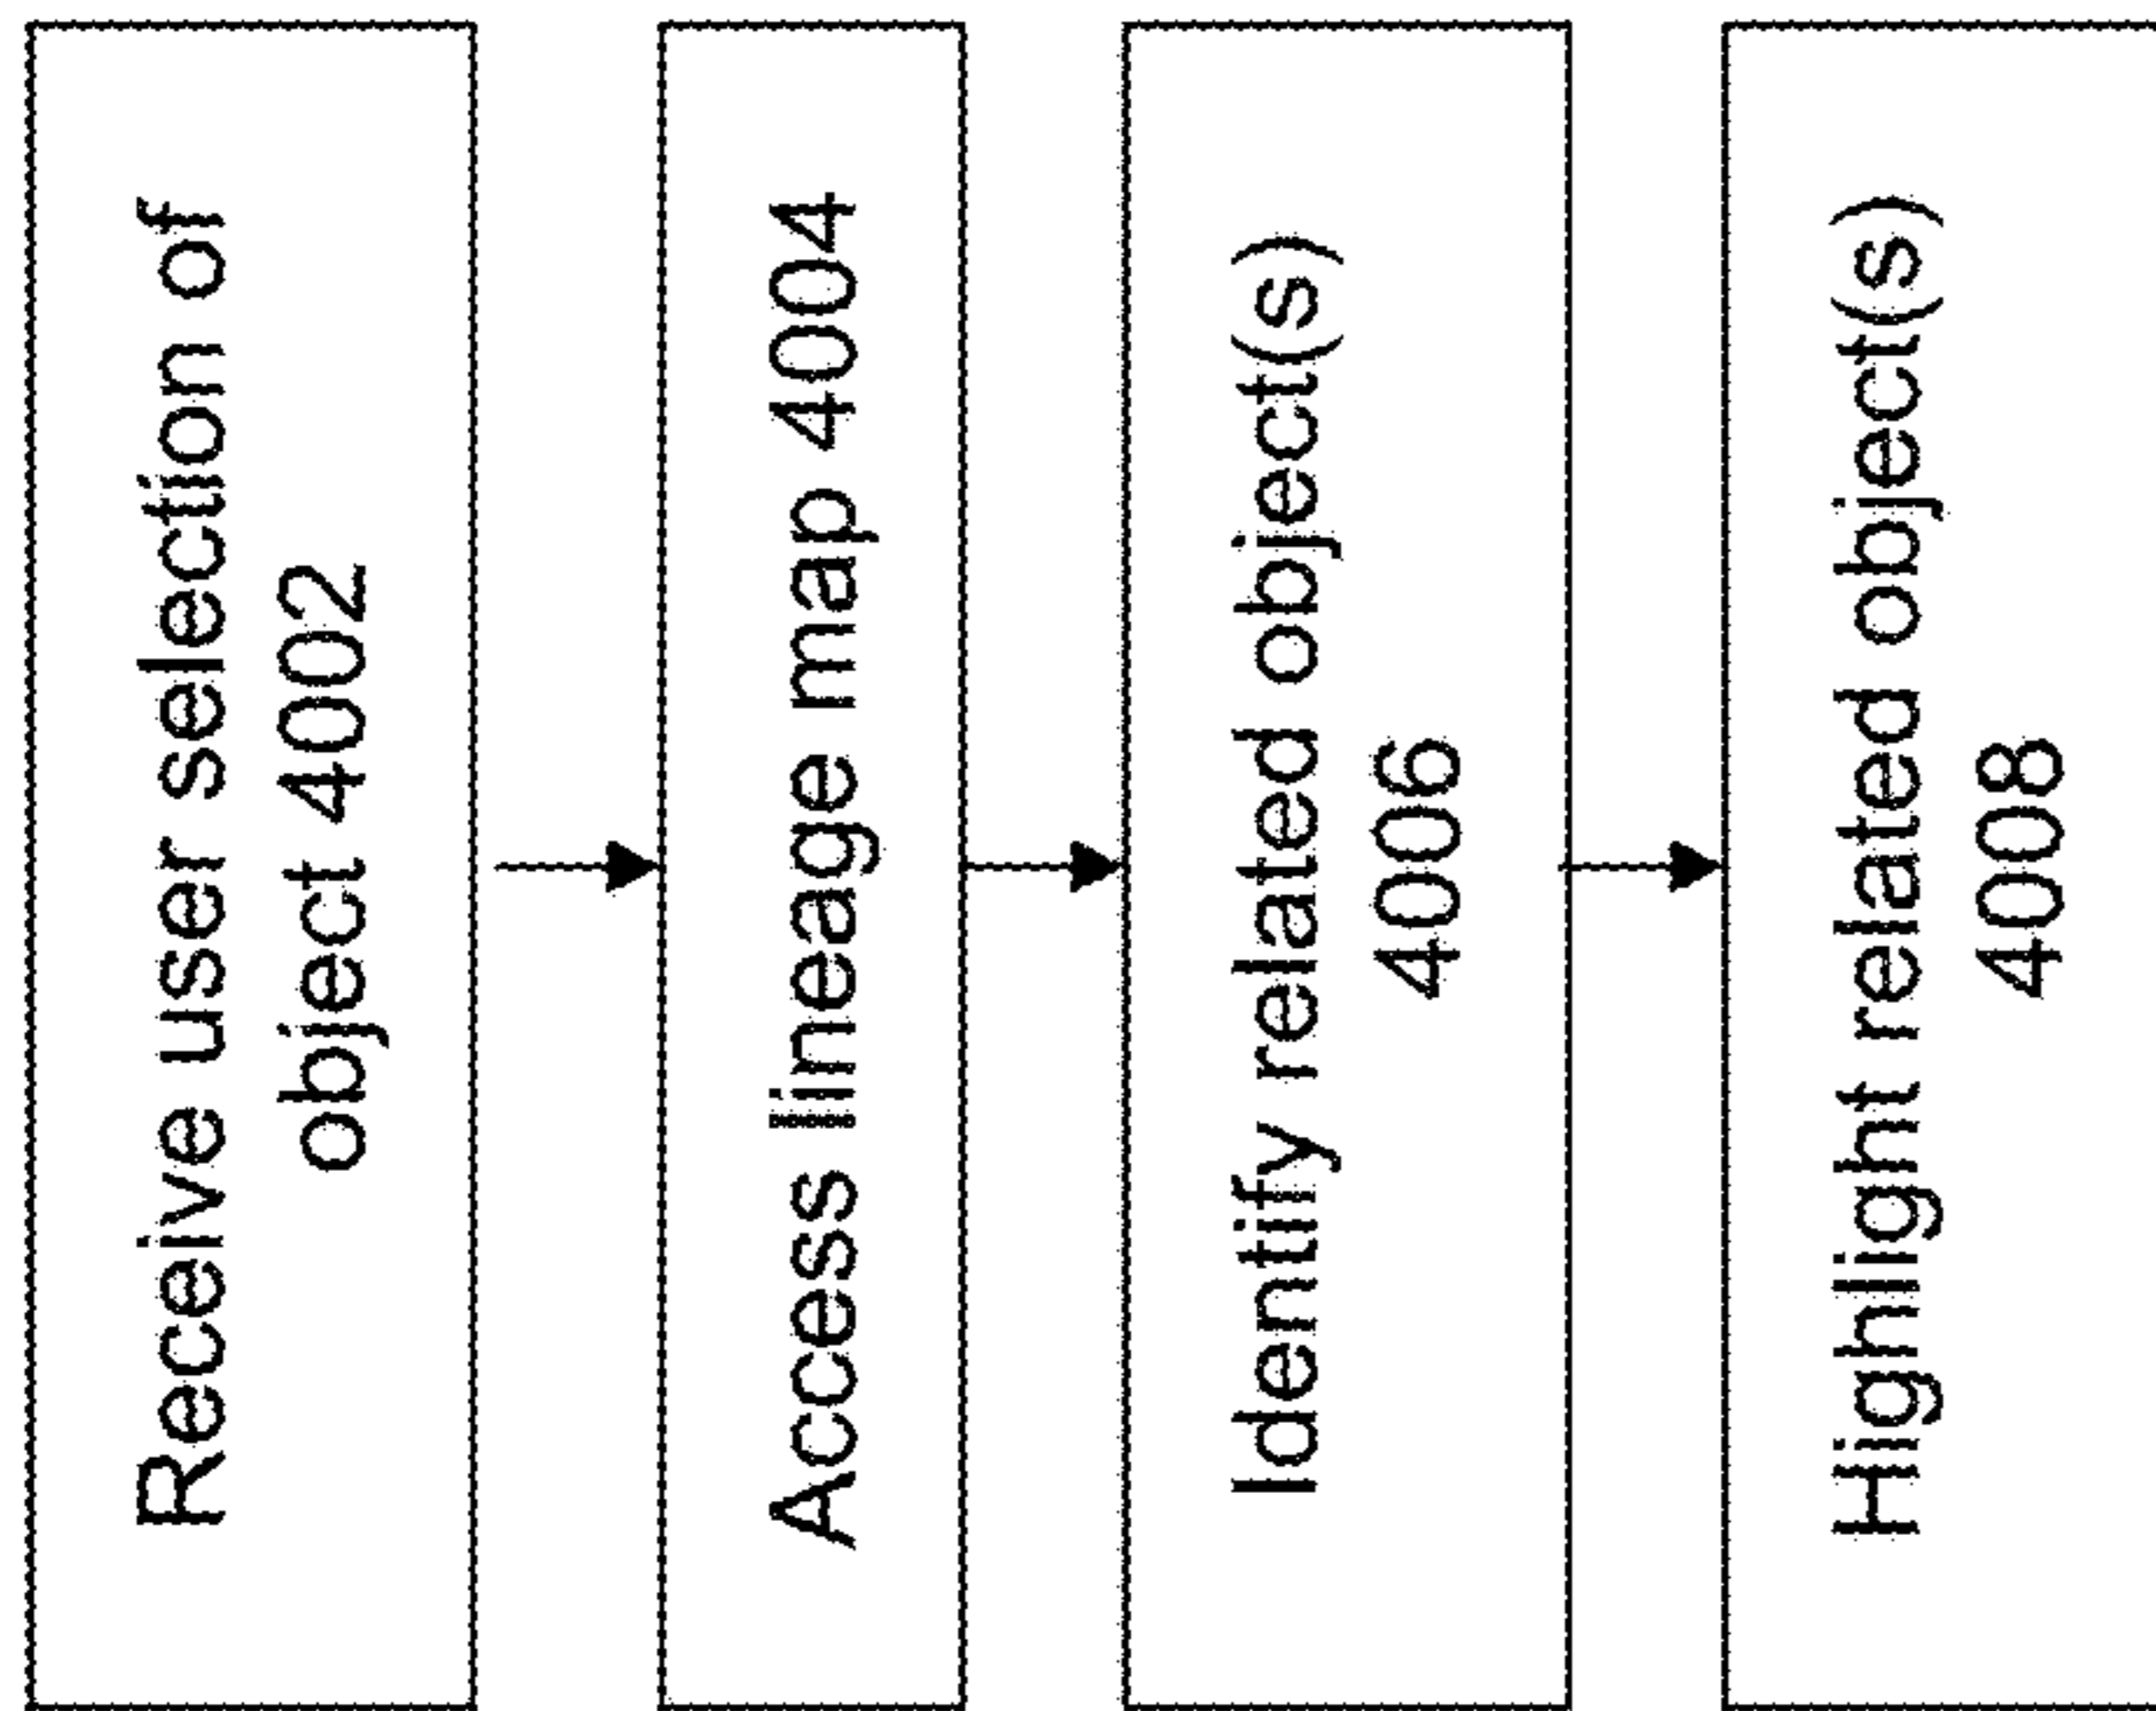 Receive user selection of
object 4002
Access lineage map 4004
Identify related object(s)
4006
Highlight related object(s)
4008